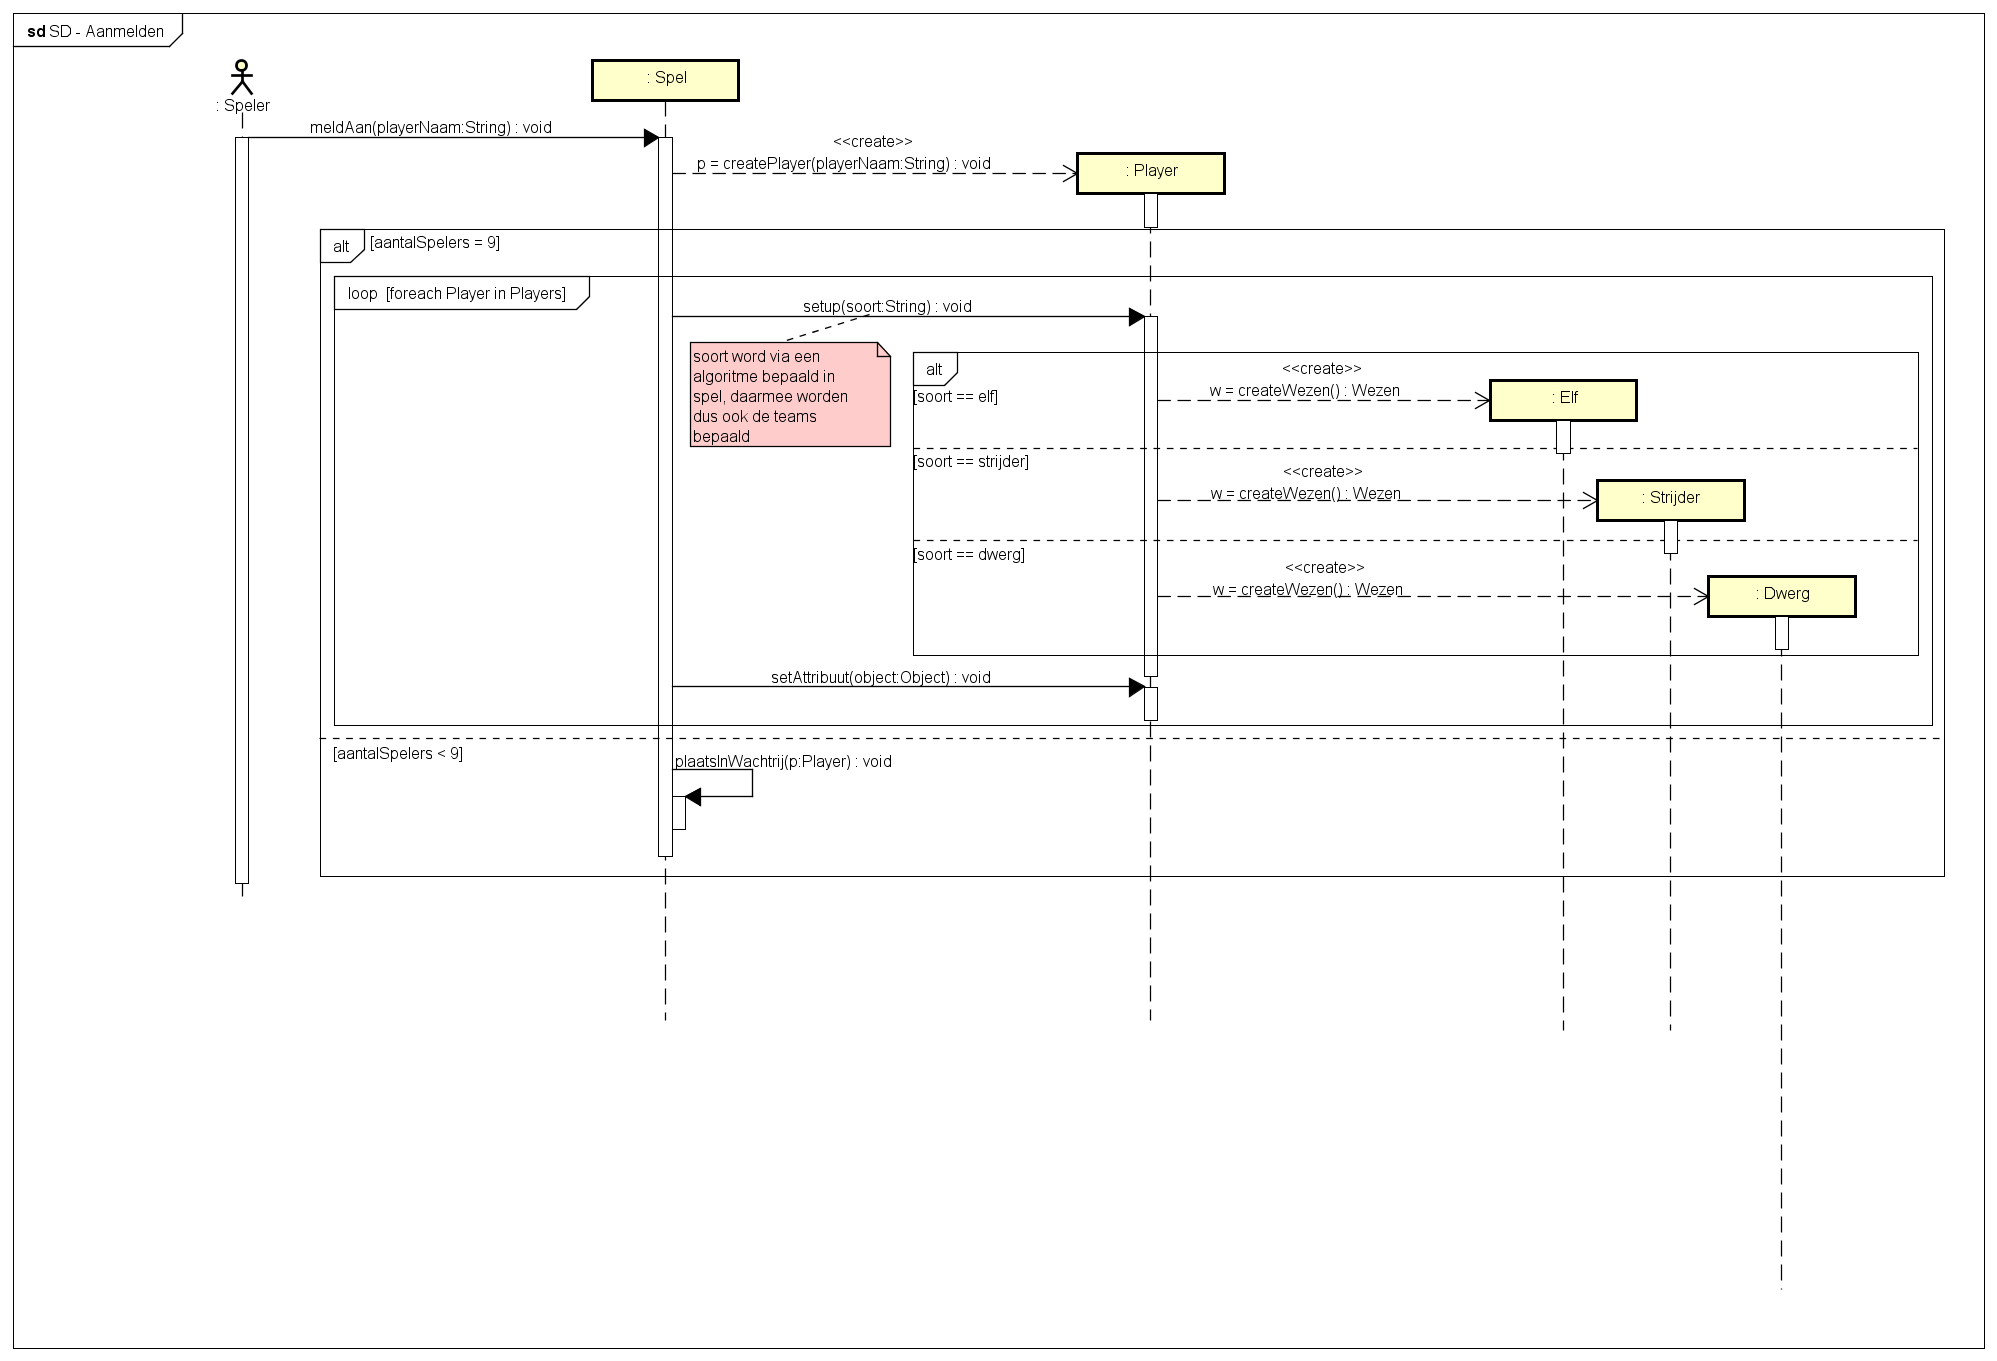 sd SD - Aanmelden
: Speler
: Spel
meldAan(playerNaam:String) : void
<<create>>
p = createPlayer(playerNaam:String) : void
: Player
alt [aantalSpelers = 9]
loop [foreach Player in Players]
setup(soort:String) : void
soort word via een
algoritme bepaald in
spel, daarmee worden
dus ook de teams
bepaald
alt
[soort == elf]
<<create>>
w = createWezen() : Wezen
: Elf
[soort == strijder]
<<create>>
w = createWezen() : Wezen
: Strijder
[soort == dwerg]
<<create>>
w = createWezen() : Wezen
: Dwerg
setAttribuut(object:Object) : void
[aantalSpelers < 9]
plaatsInWachtrij(p:Player) : void